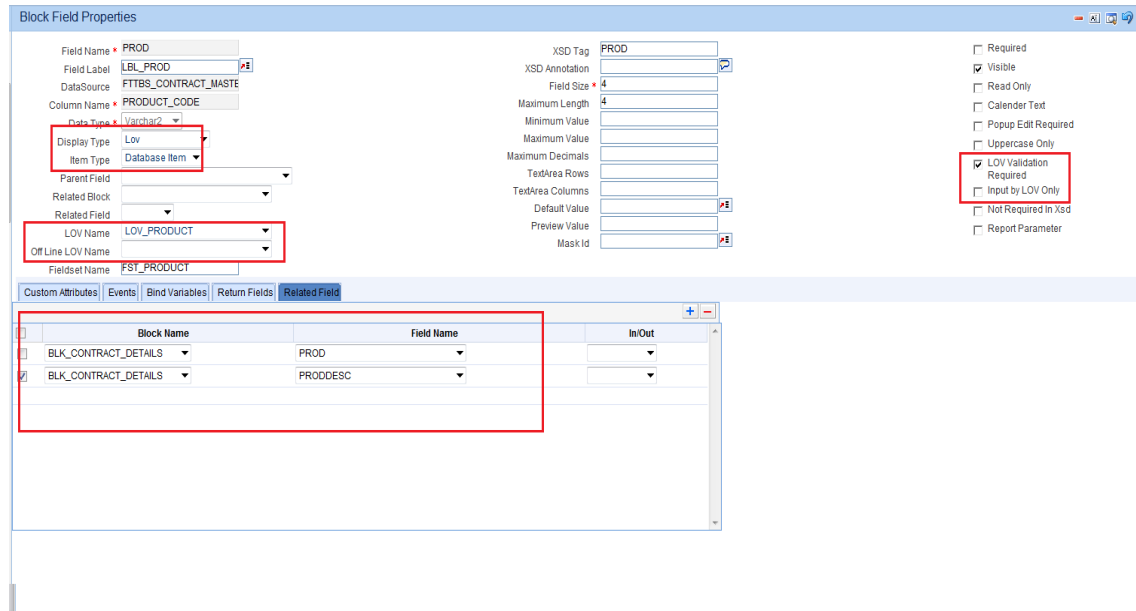 Block Field Properties
Field Name * PROD
Field Label LBL_PROD
DataSource FTTBS_CONTRACT_MASTE
Column Name * PRODUCT_CODE
Data Type * Varchar2
Display Type Lov
Item Type Database Item
Parent Field
Related Block
Related Field
LOV Name LOV_PRODUCT
Off Line LOV Name
Fieldset Name FST_PRODUCT
XSD Tag PROD
XSD Annotation
Field Size * 4
Maximum Length 4
Minimum Value
Maximum Value
Maximum Decimals
TextArea Rows
TextArea Columns
Default Value
Preview Value
Mask Id
Required
Visible
Read Only
Calender Text
Popup Edit Required
Uppercase Only
LOV Validation
Required
Input by LOV Only
Not Required In Xsd
Report Parameter
Custom Attributes Events Bind Variables Return Fields Related Field
Block Name Field Name In/Out
BLK_CONTRACT_DETAILS PROD
BLK_CONTRACT_DETAILS PRODDESC